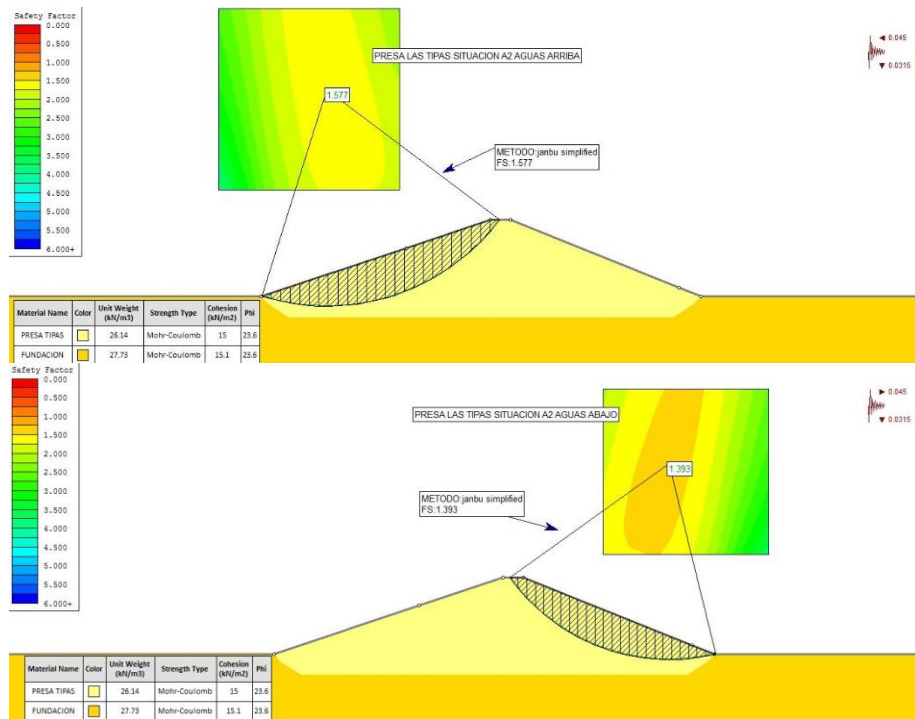 Safety Factor
0.000
0.500
1.000
1.500
2.000
2.500
3.000
3.500
4.000
4.500
5.000
5.500
6.000+
PRESA LAS TIPAS SITUACION A2 AGUAS ARRIBA
0.045
0.0315
1.577
METODO:janbu simplified
FS:1.577
Material Name Color Unit Weight (kN/m3) Strength Type Cohesion (kN/m2) Phi
PRESA TIPAS 26.14 Mohr-Coulomb 15 23.6
FUNDACION 27.73 Mohr-Coulomb 15.1 23.6
Safety Factor
0.000
0.500
1.000
1.500
2.000
2.500
3.000
3.500
4.000
4.500
5.000
5.500
6.000+
PRESA LAS TIPAS SITUACION A2 AGUAS ABAJO
0.045
0.0315
1.393
METODO:janbu simplified
FS:1.393
Material Name Color Unit Weight (kN/m3) Strength Type Cohesion (kN/m2) Phi
PRESA TIPAS 26.14 Mohr-Coulomb 15 23.6
FUNDACION 27.73 Mohr-Coulomb 15.1 23.6